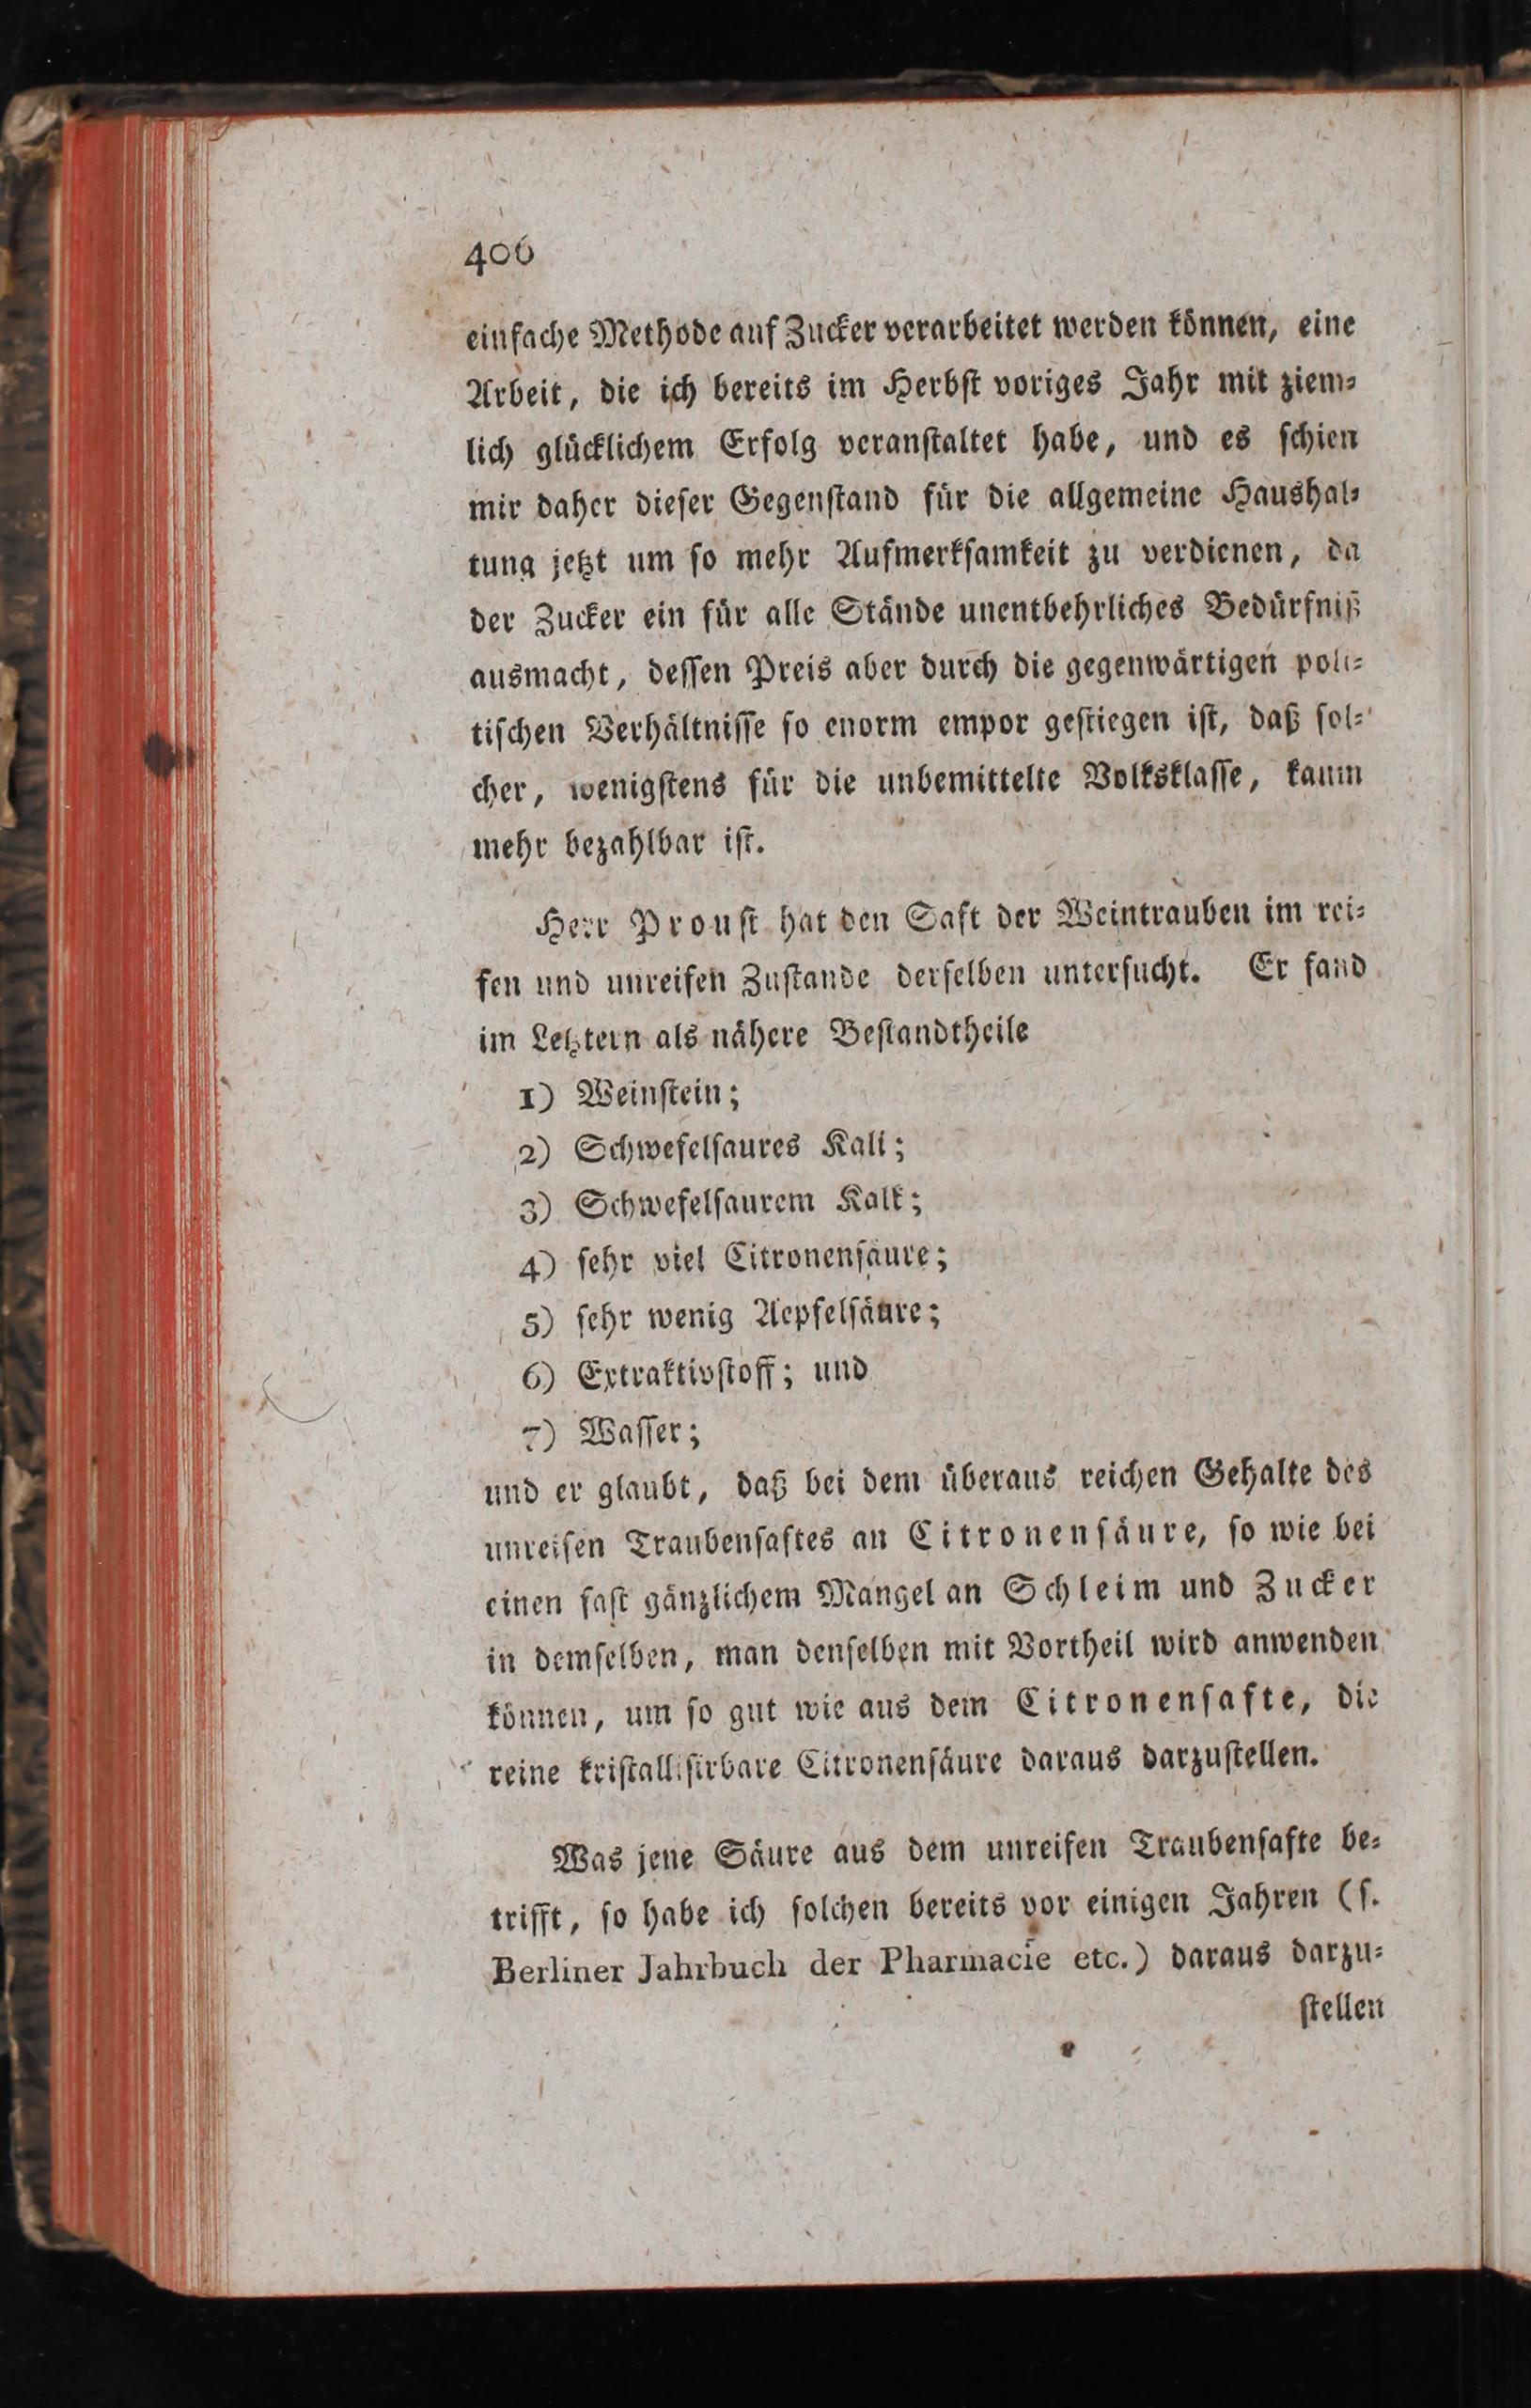 406
einfache Methode auf Zucker verarbeitet werden können, eine
Arbeit, die ich bereits im Herbst voriges Jahr mit ziem-
lich glücklichem Erfolg veranstaltet habe, und es schien
mir daher dieser Gegenstand für die allgemeine Haushal-
tung jetzt um so mehr Aufmerksamkeit zu verdienen, da
der Zucker ein für alle Stände unentbehrliches Bedürfniß
ausmacht, dessen Preis aber durch die gegenwärtigen poli-
tischen Verhältnisse so enorm empor gestiegen ist, daß sol-
cher, wenigstens für die unbemittelte Volksklasse, kaum
mehr bezahlbar ist.
Herr Proust hat den Saft der Weintrauben im rei-
fen und unreifen Zustande derselben untersucht. Er fand
im Letztern als nähere Bestandtheile
1) Weinstein;
2) Schwefelsaures Kali;
3) Schwefelsaurem Kalk;
4) sehr viel Citronensäure;
5) sehr wenig Aepfelsäure;
6) Extraktivstoff; und
7) Wasser;
und er glaubt, daß bei dem überaus reichen Gehalte des
unreifen Traubensaftes an Citronensäure, so wie bei
einen fast gänzlichem Mangel an Schleim und Zucker
in demselben, man denselben mit Vortheil wird anwenden
können, um so gut wie aus dem Citronensafte, die
reine kristallisirbare Citronensäure daraus darzustellen.
Was jene Säure aus dem unreifen Traubensafte be-
trifft, so habe ich solchen bereits vor einigen Jahren (s.
Berliner Jahrbuch der Pharmacie etc.) daraus darzu-
stellen